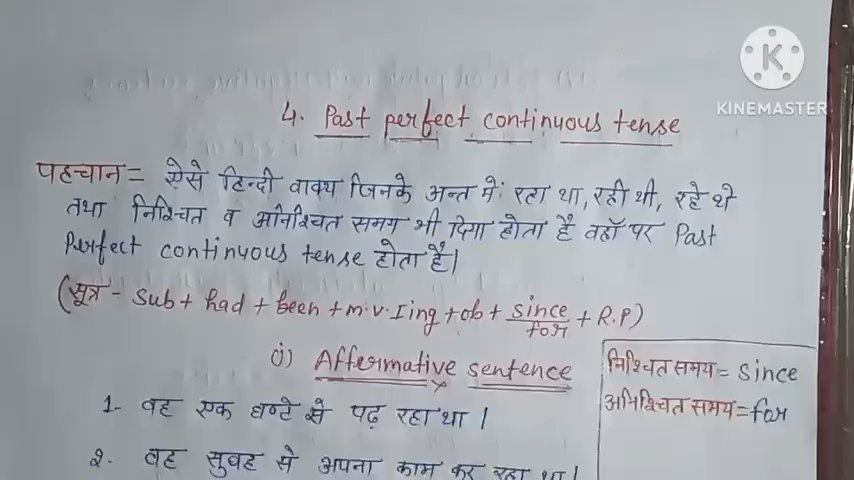 KINEMASTER
4. Past perfect continuous tense
पहचान = ऐसे हिन्दी वाक्य जिनके अन्त में रहा था, रही थी, रहे थे
तथा निश्चित व अनिश्चित समय भी दिया होता है वहाँ पर Past
Perfect continuous tense होता है।
(सूत्र - Sub + had + been + m.v. Iing + ob + since/for + R.P)
(i) Affermative sentence
निश्चित समय = since
अनिश्चित समय = for
1- वह एक घण्टे से पढ़ रहा था।
2- वह सुबह से अपना काम कर रहा था।